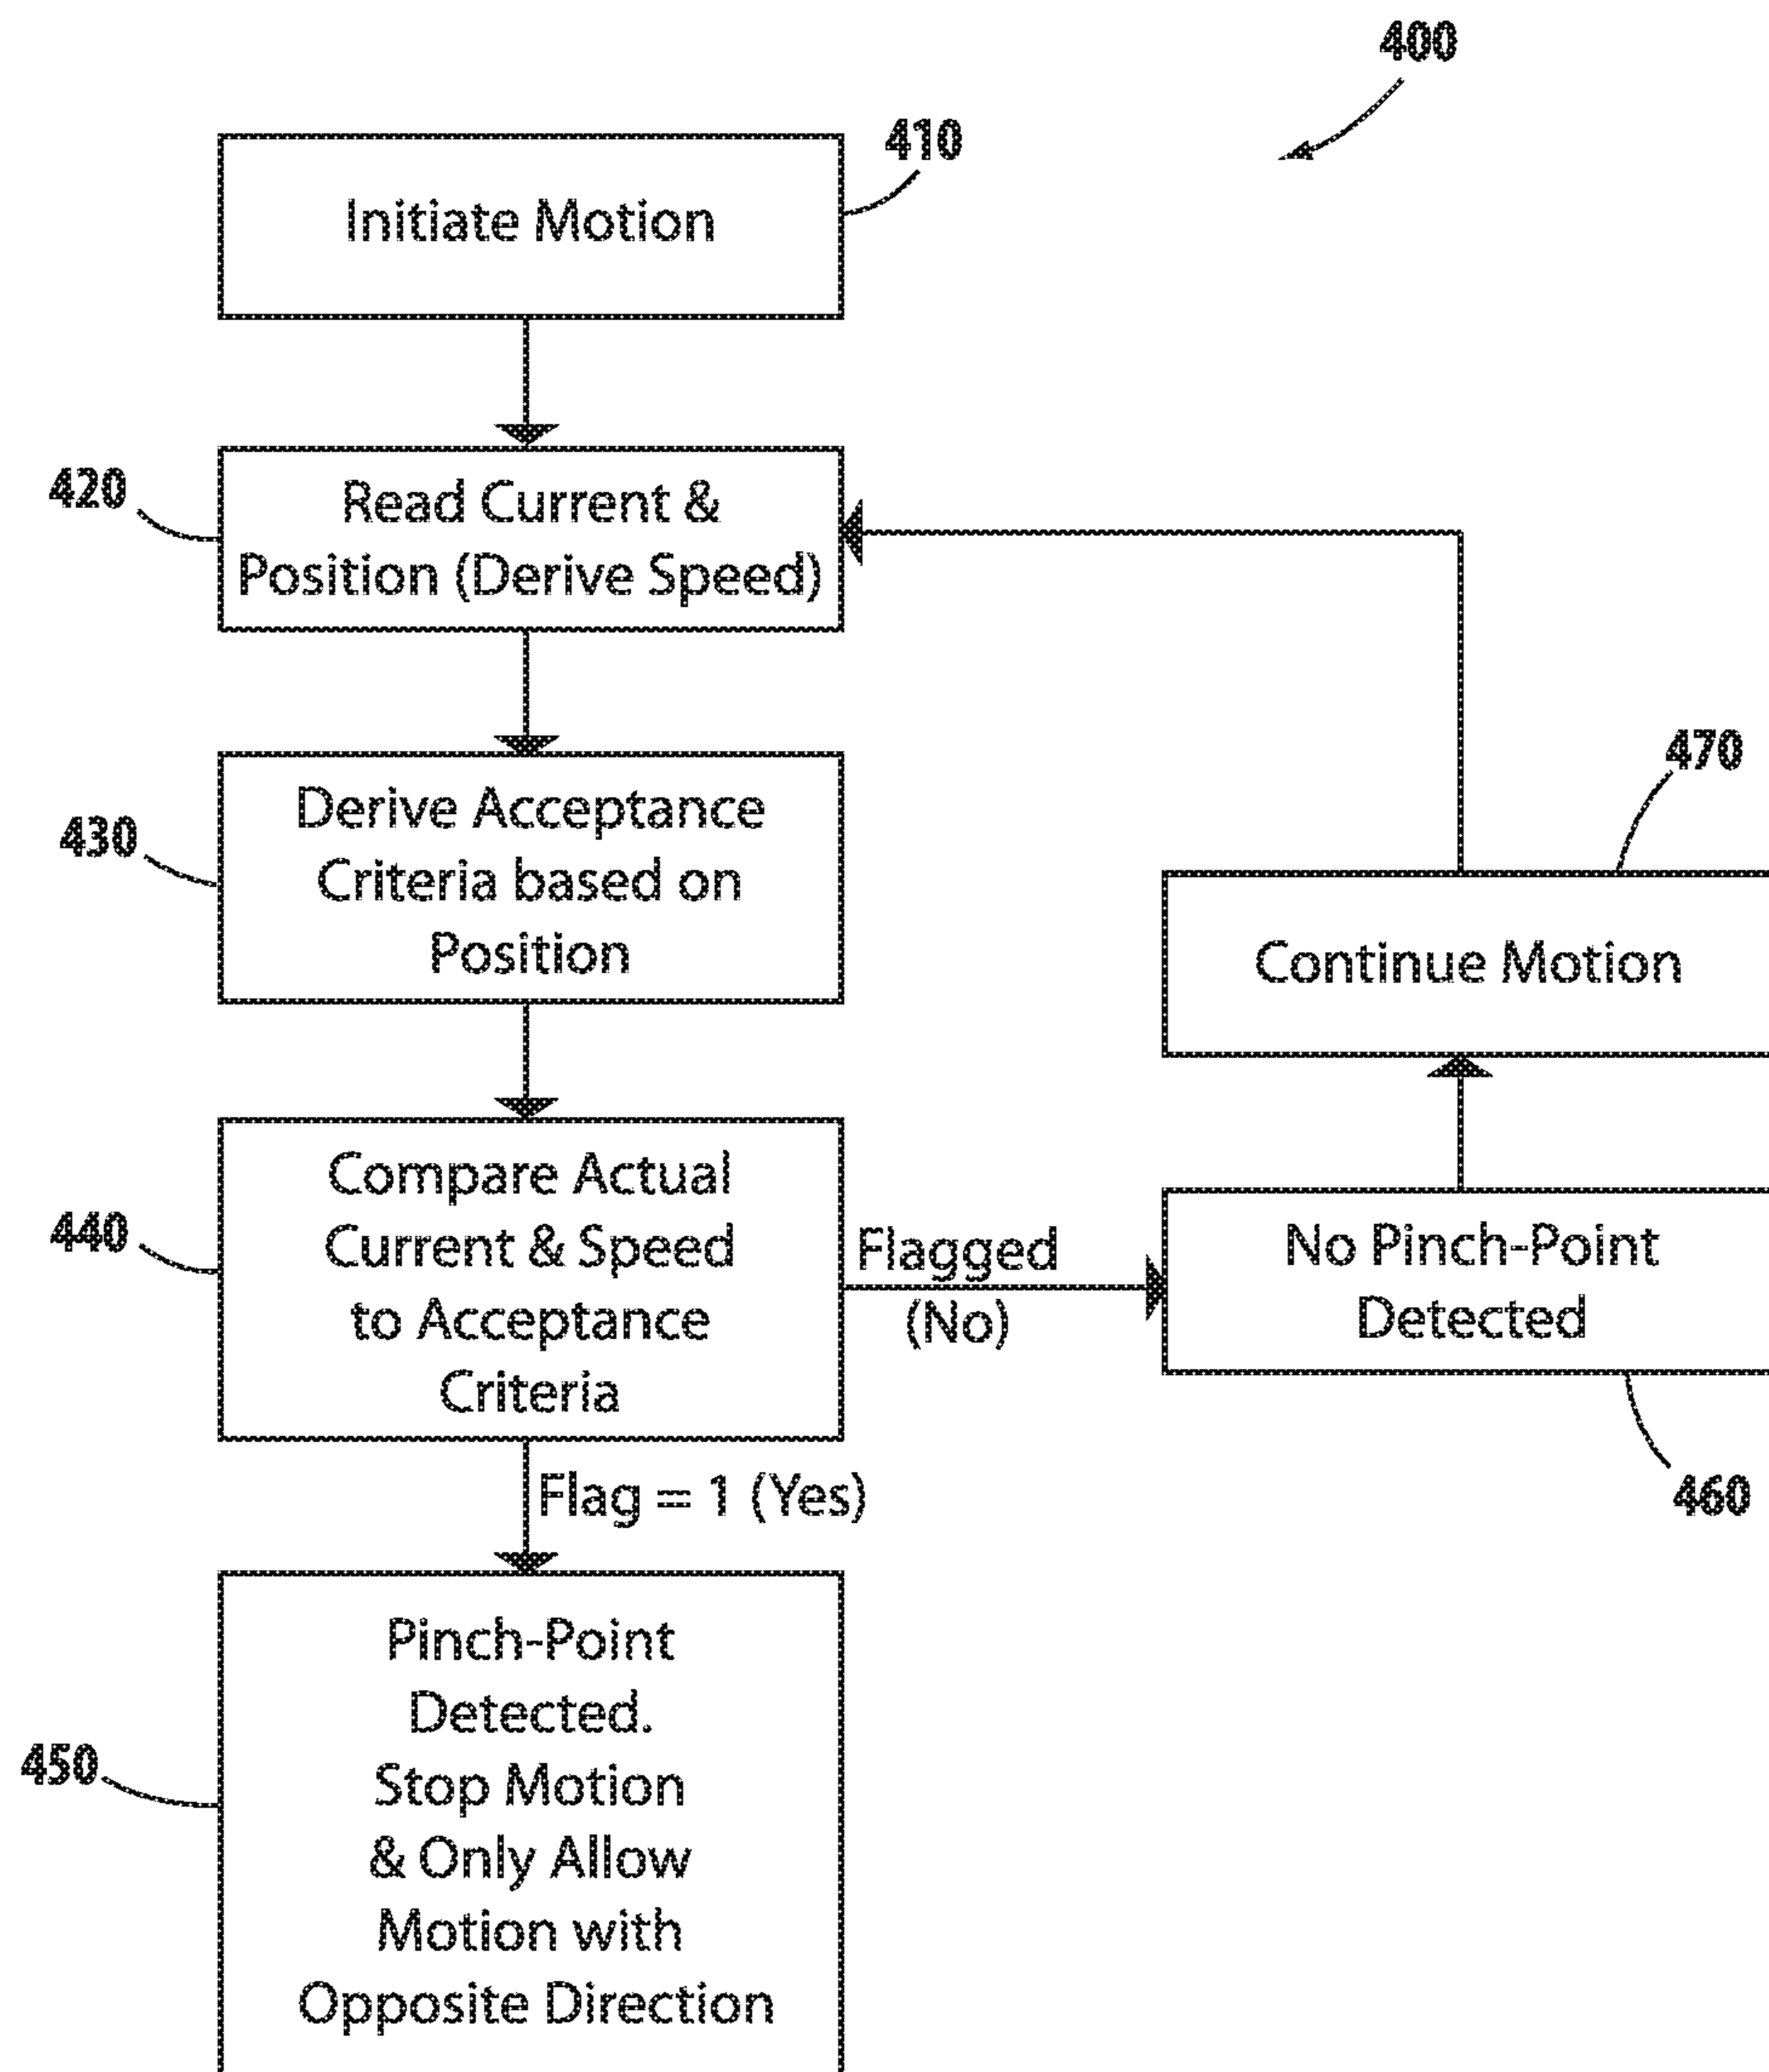 400
410
Initiate Motion
420
Read Current &
Position (Derive Speed)
430
Derive Acceptance
Criteria based on
Position
470
Continue Motion
440
Compare Actual
Current & Speed
to Acceptance
Criteria
Flagged
(No)
No Pinch-Point
Detected
460
Flag = 1 (Yes)
450
Pinch-Point
Detected.
Stop Motion
& Only Allow
Motion with
Opposite Direction